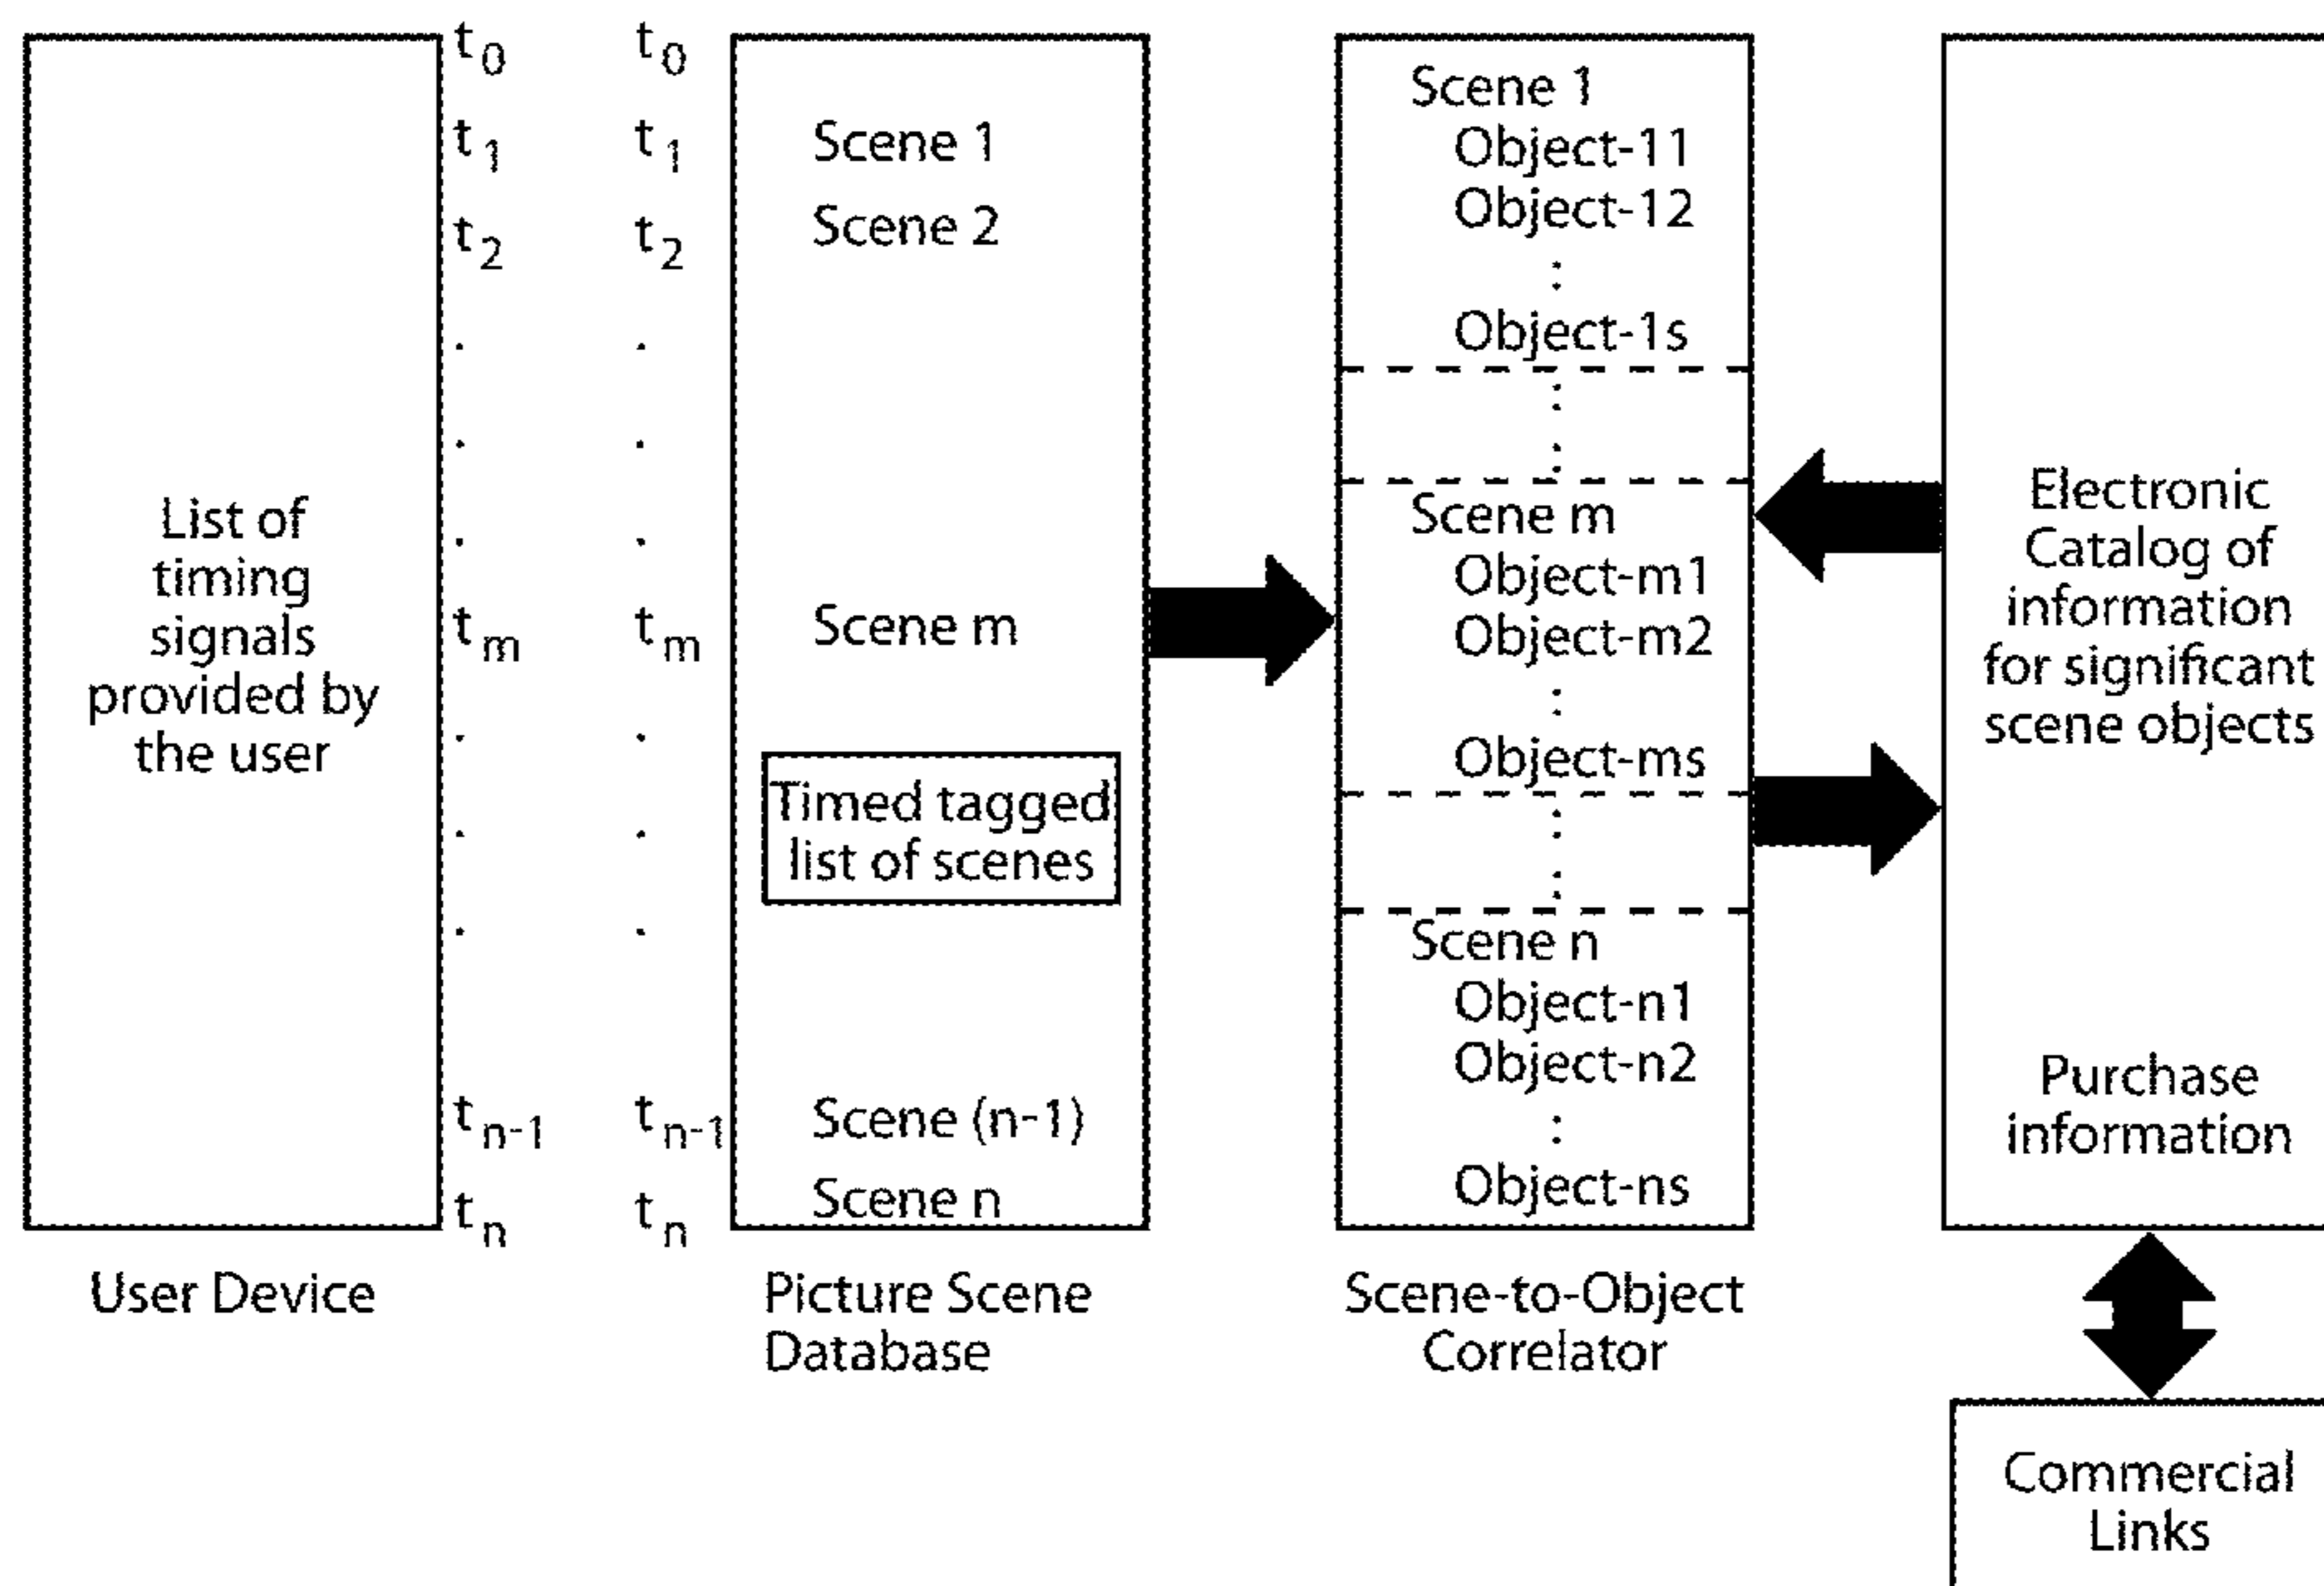 List of
timing
signals
provided by
the user
t0
t1
t2
.
.
.
tm
.
.
.
tn-1
tn
User Device
t0
t1
t2
.
.
.
tm
.
.
.
tn-1
tn
Scene 1
Scene 2
Scene m
Timed tagged
list of scenes
Scene (n-1)
Scene n
Picture Scene
Database
Scene 1
Object-11
Object-12
:
Object-1s
:
:
Scene m
Object-m1
Object-m2
:
Object-ms
:
:
Scene n
Object-n1
Object-n2
:
Object-ns
Scene-to-Object
Correlator
Electronic
Catalog of
information
for significant
scene objects
Purchase
information
Commercial
Links